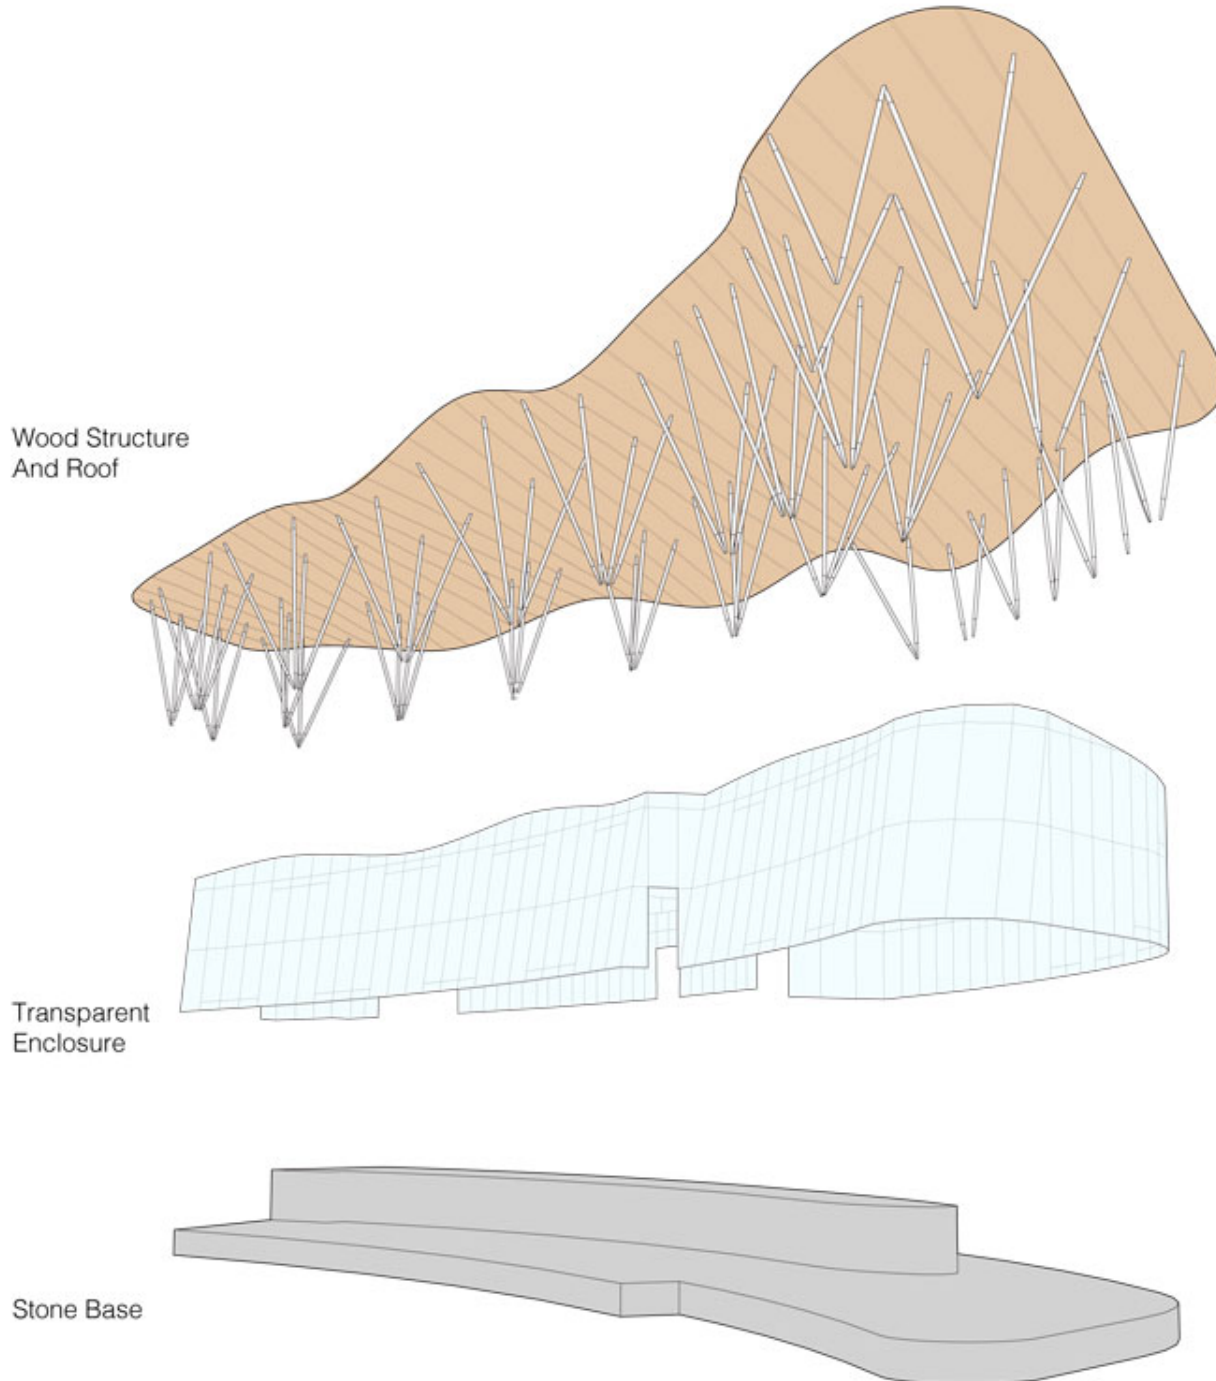 Wood Structure
And Roof
Transparent
Enclosure
Stone Base